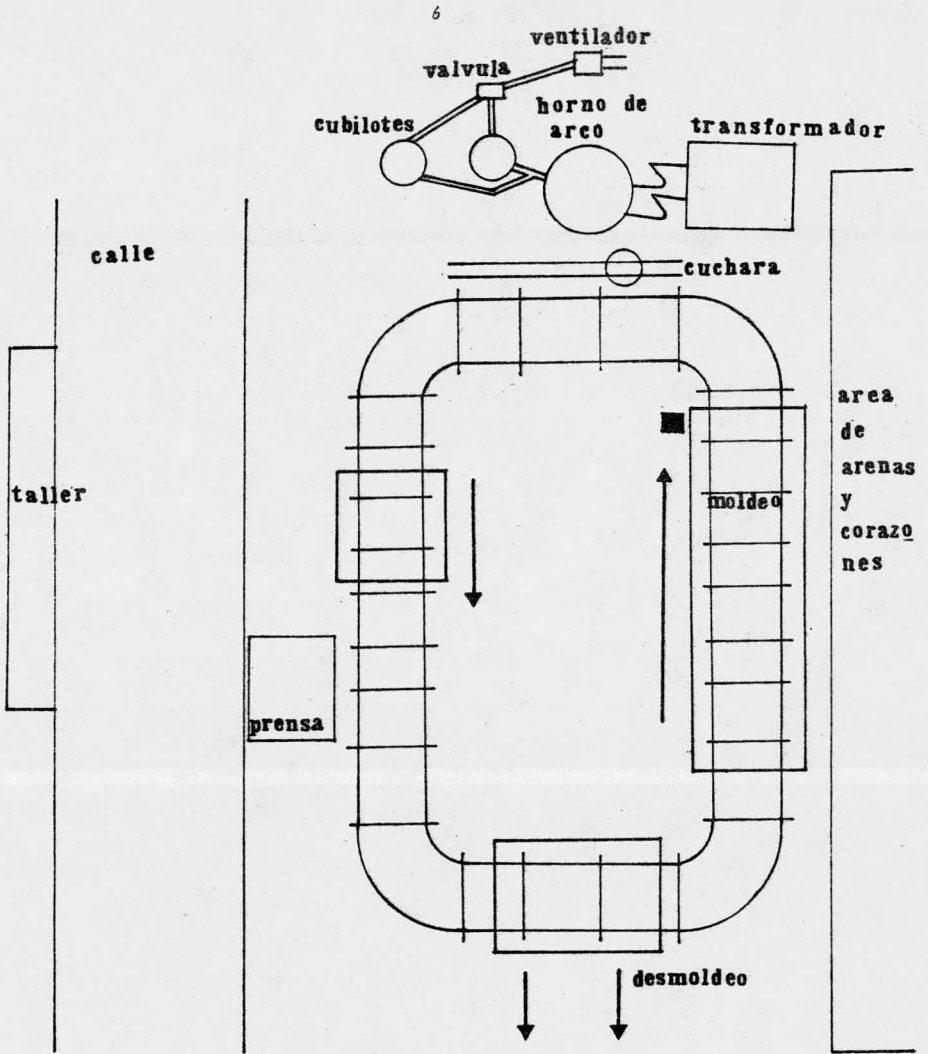 6
ventilador
valvula
horno de
arco
cubilotes
transformador
calle
cuchara
area
de
arenas
y
corazo
nes
taller
moldeo
prensa
desmoldeo